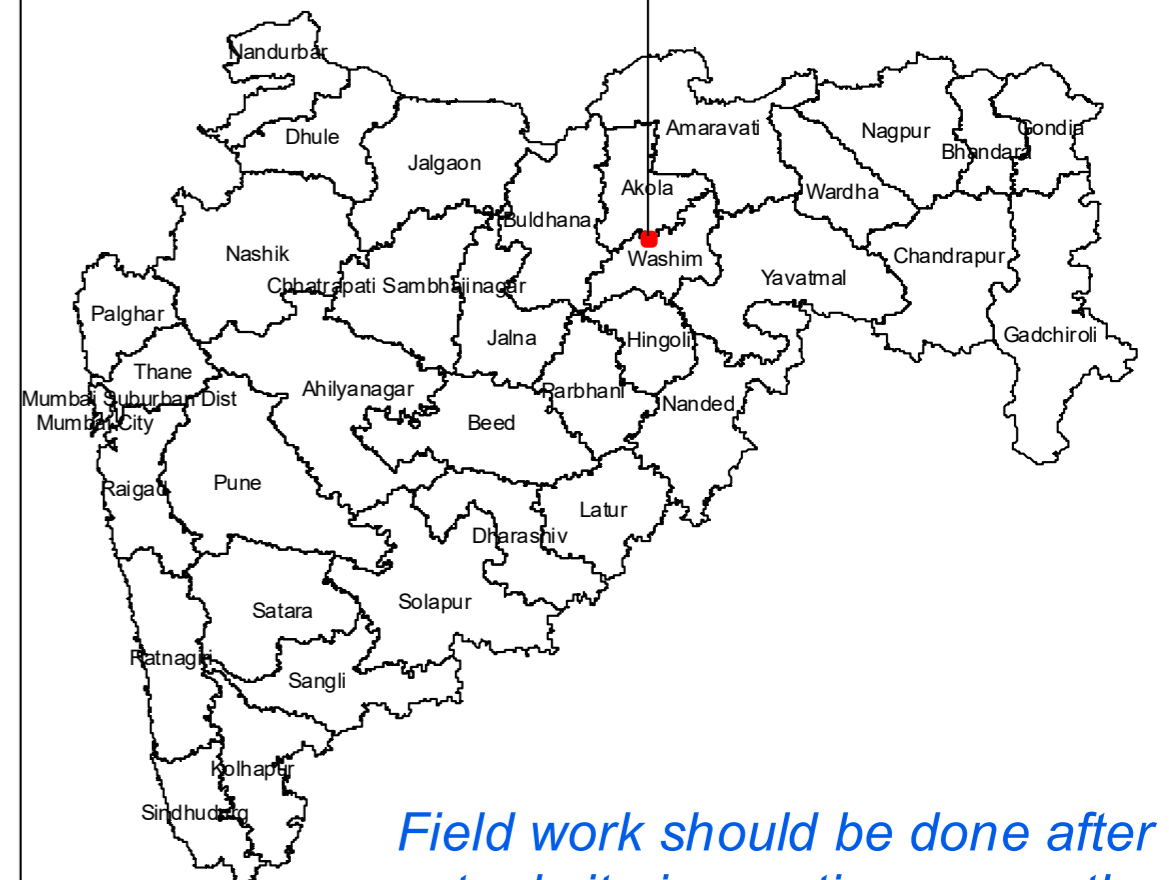 Nandurbar
Dhule
Jalgaon
Amaravati
Nagpur
Gondia
Bhandara
Akola
Wardha
Buldhana
Nashik
Washim
Chandrapur
Yavatmal
Chhatrapati Sambhajinagar
Palghar
Jalna
Hingoli
Gadchiroli
Thane
Ahilyanagar
Parbhani
Mumbai Suburban Dist
Nanded
Mumbai City
Beed
Raigad
Pune
Latur
Dharashiv
Satara
Solapur
Ratnagiri
Sangli
Kolhapur
Sindhudurg
Field work should be done after